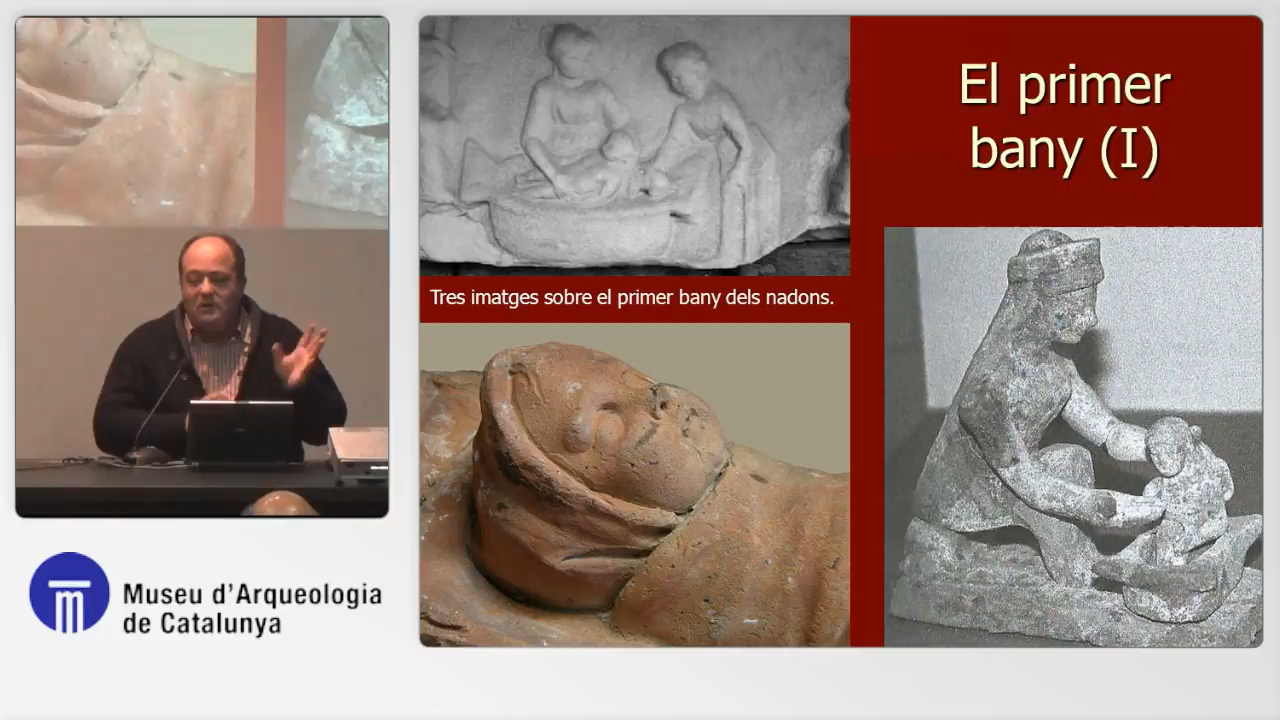 El primer
bany (I)
Tres imatges sobre el primer bany dels nadons.
Museu d'Arqueologia
de Catalunya